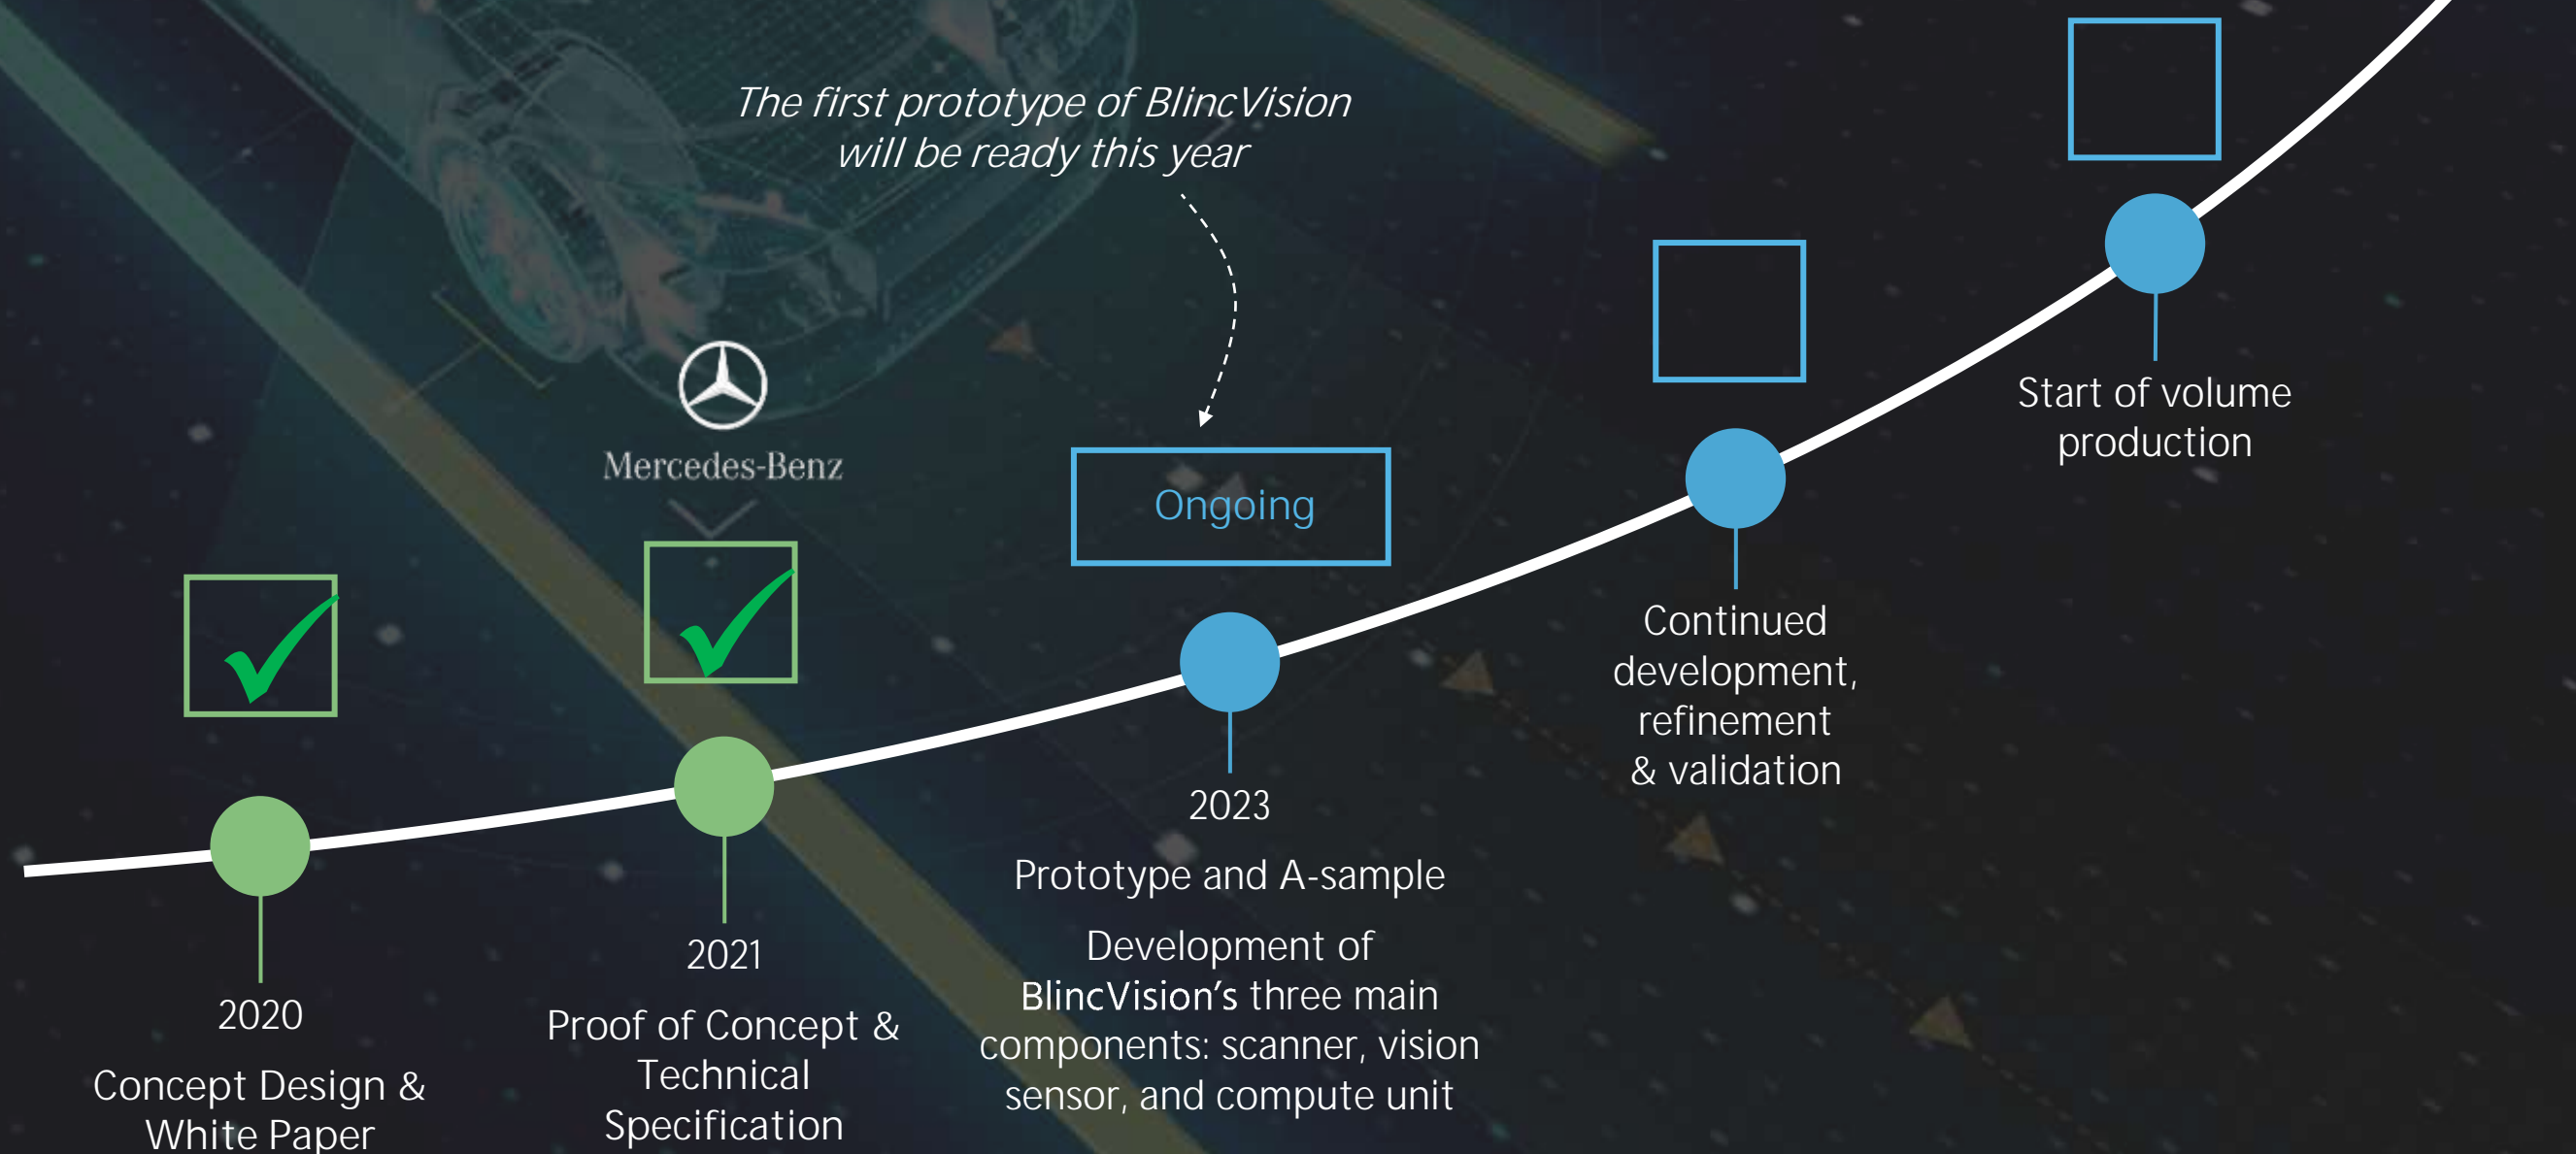 The first prototype of BlincVision
will be ready this year
Mercedes-Benz
Ongoing
2020
Concept Design &
White Paper
2021
Proof of Concept &
Technical
Specification
2023
Prototype and A-sample
Development of
BlincVision's three main
components: scanner, vision
sensor, and compute unit
Continued
development,
refinement
& validation
Start of volume
production